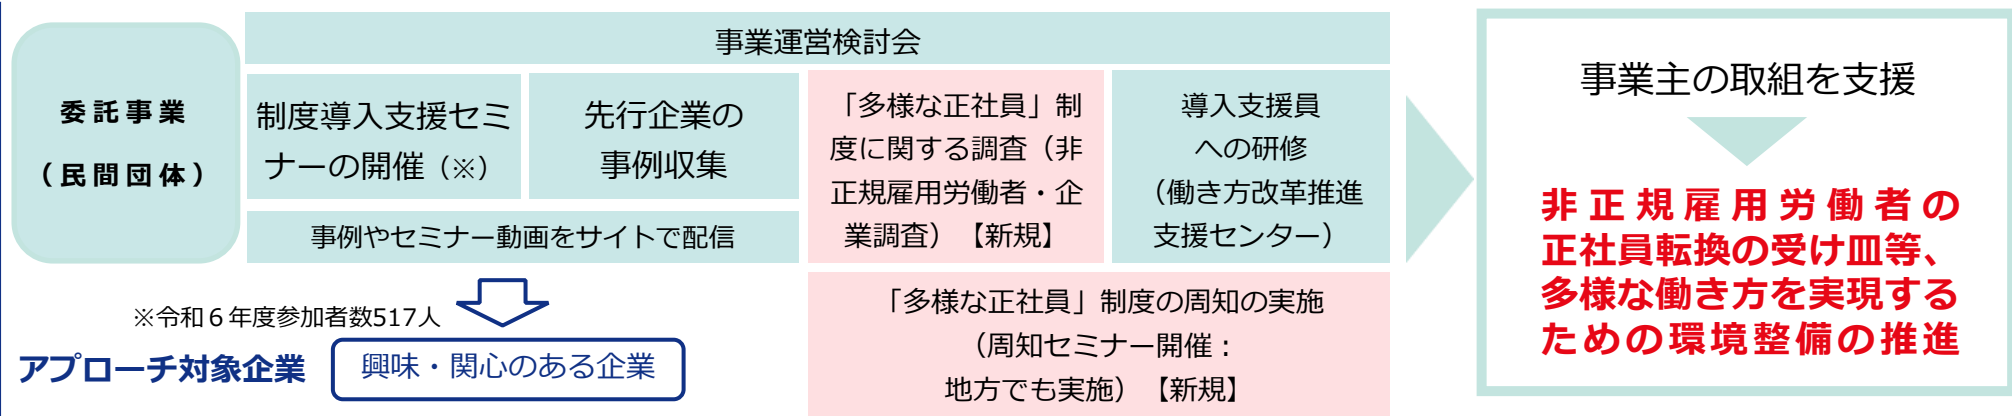 委託事業
（民間団体）
事業運営検討会
制度導入支援セミ
ナーの開催（※）
先行企業の
事例収集
事例やセミナー動画をサイトで配信
「多様な正社員」制
度に関する調査（非
正規雇用労働者・企
業調査）【新規】
導入支援員
への研修
（働き方改革推進
支援センター）
「多様な正社員」制度の周知の実施
（周知セミナー開催：
地方でも実施）【新規】
※令和６年度参加者数517人
アプローチ対象企業
興味・関心のある企業
事業主の取組を支援
非正規雇用労働者の
正社員転換の受け皿等、
多様な働き方を実現する
ための環境整備の推進